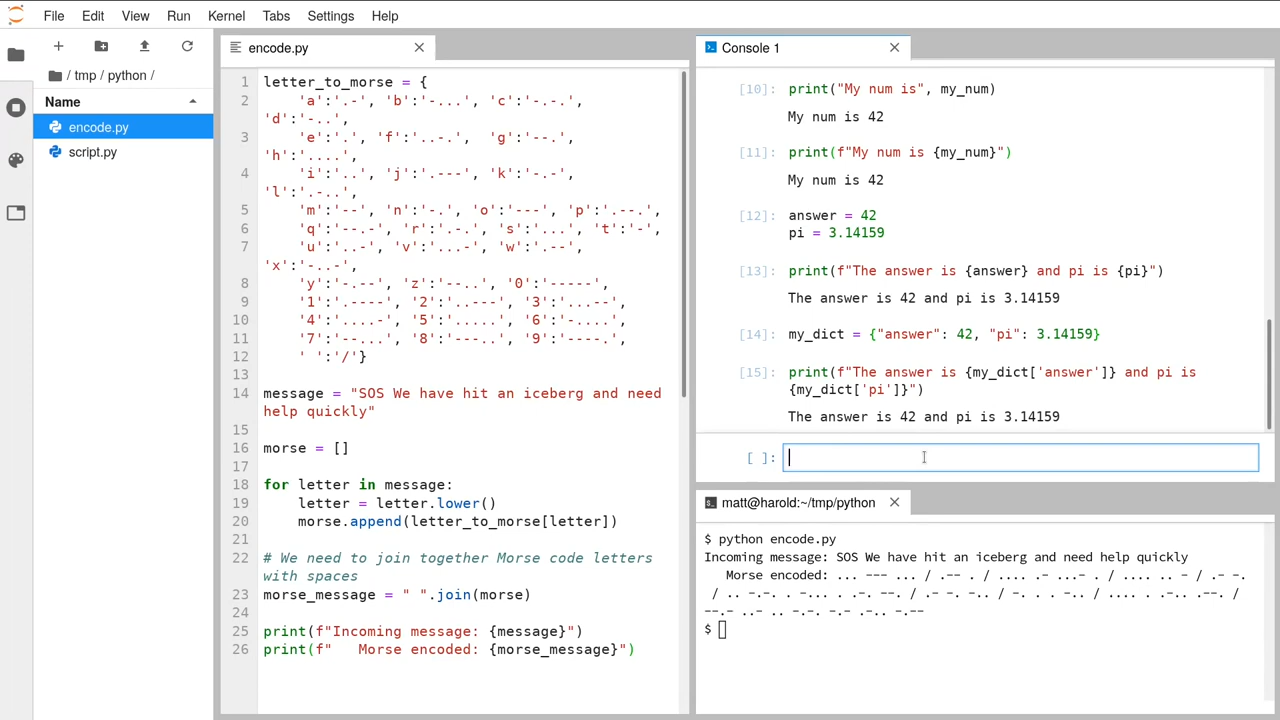 File Edit View Run Kernel Tabs Settings Help
/ tmp / python /
Name
encode.py
script.py
encode.py
1 letter_to_morse = {
2 'a':'.-', 'b':'-...', 'c':'-.-.',
'd':'-..',
3 'e':'.', 'f':'..-.', 'g':'--.',
'h':'....',
4 'i':'..', 'j':'.---', 'k':'-.-',
'l':'.-..',
5 'm':'--', 'n':'-.', 'o':'---', 'p':'.--.',
6 'q':'--.-', 'r':'.-.', 's':'...', 't':'-',
7 'u':'..-', 'v':'...-', 'w':'.--',
'x':'-..-',
8 'y':'-.--', 'z':'--..', '0':'-----',
9 '1':'.----', '2':'..---', '3':'...--',
10 '4':'....-', '5':'.....', '6':'-....',
11 '7':'--...', '8':'---..', '9':'----.',
12 ' ':'/'}
13
14 message = "SOS We have hit an iceberg and need
help quickly"
15
16 morse = []
17
18 for letter in message:
19 letter = letter.lower()
20 morse.append(letter_to_morse[letter])
21
22 # We need to join together Morse code letters
with spaces
23 morse_message = " ".join(morse)
24
25 print(f"Incoming message: {message}")
26 print(f"   Morse encoded: {morse_message}")
Console 1
[10]: print("My num is", my_num)
My num is 42
[11]: print(f"My num is {my_num}")
My num is 42
[12]: answer = 42
pi = 3.14159
[13]: print(f"The answer is {answer} and pi is {pi}")
The answer is 42 and pi is 3.14159
[14]: my_dict = {"answer": 42, "pi": 3.14159}
[15]: print(f"The answer is {my_dict['answer']} and pi is
{my_dict['pi']}")
The answer is 42 and pi is 3.14159
[ ]:
matt@harold:~/tmp/python
$ python encode.py
Incoming message: SOS We have hit an iceberg and need help quickly
Morse encoded: ... --- ... / .-- . / .... .- ...- . / .... .. - / .- -.
/ .. -.-. . -... . .-. --. / .- -. -.. / -. . . -.. / .... . .-.. .--. /
--.- ..- .. -.-. -.- .-.. -.--
$